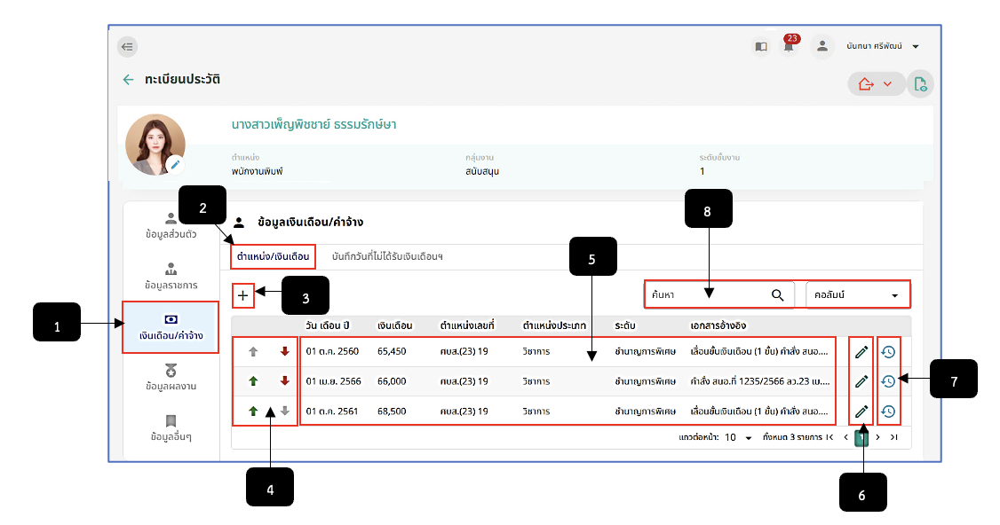 23
นันทนา ศรีพัฒน์
ทะเบียนประวัติ
นางสาวเพ็ญพิชชาย์ ธรรมรักษ์ษา
ตำแหน่ง กลุ่มงาน ระดับชั้นงาน
พนักงานพิมพ์ สนับสนุน 1
2
8
ข้อมูลส่วนตัว
ข้อมูลเงินเดือน/ค่าจ้าง
ตำแหน่ง/เงินเดือน บันทึกวันที่ไม่ได้รับเงินเดือนฯ
5
ข้อมูลราชการ
3
ค้นหา คอลัมน์
1
เงินเดือน/ค่าจ้าง
วัน เดือน ปี เงินเดือน ตำแหน่งเลขที่ ตำแหน่งประเภท ระดับ เอกสารอ้างอิง
01 ต.ค. 2560 65,450 ศบส.(23) 19 วิชาการ ชำนาญการพิเศษ เลื่อนขั้นเงินเดือน (1 ขั้น) คำสั่ง สนอ....
01 เม.ย. 2566 66,000 ศบส.(23) 19 วิชาการ ชำนาญการพิเศษ คำสั่ง สนอ.ที่ 1235/2566 ลว.23 เม....
7
ข้อมูลผลงาน
01 ต.ค. 2561 68,500 ศบส.(23) 19 วิชาการ ชำนาญการพิเศษ เลื่อนขั้นเงินเดือน (1 ขั้น) คำสั่ง สนอ....
ข้อมูลอื่นๆ
แถวต่อหน้า: 10 ทั้งหมด 3 รายการ 1
4
6